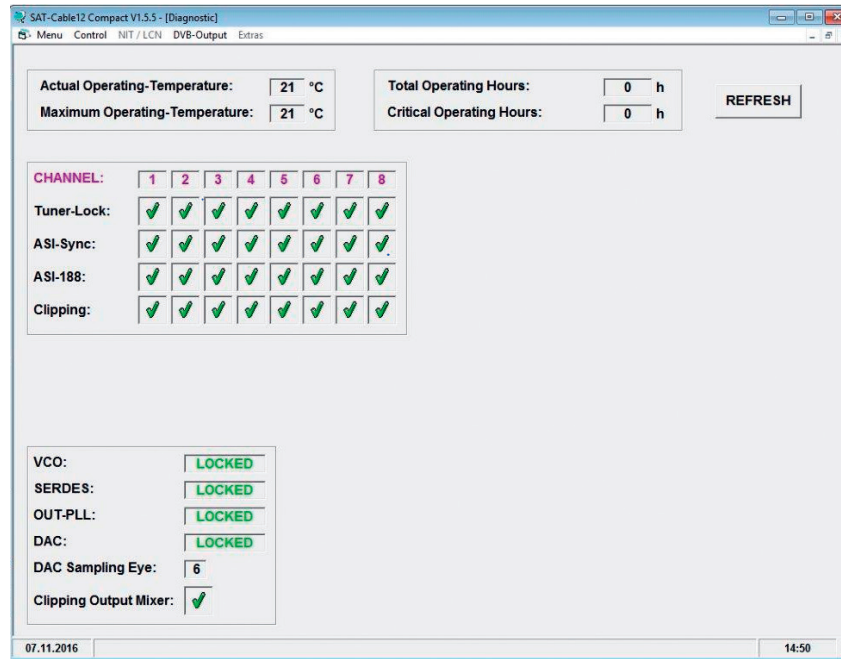 SAT-Cable12 Compact V1.5.5 - [Diagnostic]
Menu Control NIT / LCN DVB-Output Extras
Actual Operating-Temperature: 21 °C
Maximum Operating-Temperature: 21 °C
Total Operating Hours: 0 h
Critical Operating Hours: 0 h
REFRESH
CHANNEL: 1 2 3 4 5 6 7 8
Tuner-Lock:
ASI-Sync:
ASI-188:
Clipping:
VCO: LOCKED
SERDES: LOCKED
OUT-PLL: LOCKED
DAC: LOCKED
DAC Sampling Eye: 6
Clipping Output Mixer:
07.11.2016 14:50